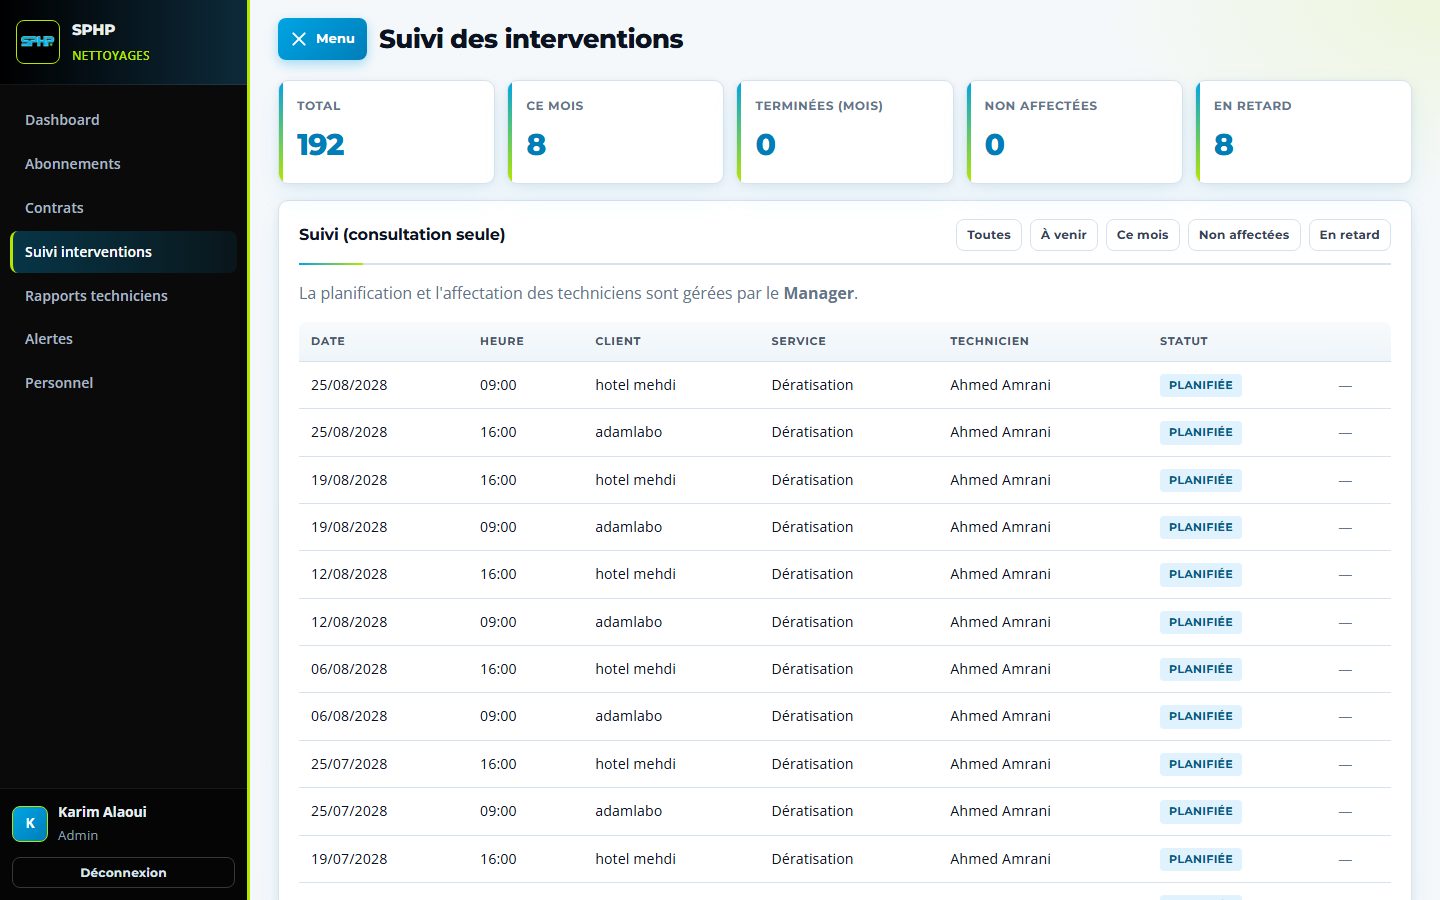 SPHP
SPHP
NETTOYAGES
Dashboard
Abonnements
Contrats
Suivi interventions
Rapports techniciens
Alertes
Personnel
K
Karim Alaoui
Admin
Déconnexion
Menu
Suivi des interventions
TOTAL
192
CE MOIS
8
TERMINÉES (MOIS)
0
NON AFFECTÉES
0
EN RETARD
8
Suivi (consultation seule)
Toutes
À venir
Ce mois
Non affectées
En retard
La planification et l'affectation des techniciens sont gérées par le Manager.
DATE HEURE CLIENT SERVICE TECHNICIEN STATUT
25/08/2028 09:00 hotel mehdi Dératisation Ahmed Amrani PLANIFIÉE —
25/08/2028 16:00 adamlabo Dératisation Ahmed Amrani PLANIFIÉE —
19/08/2028 16:00 hotel mehdi Dératisation Ahmed Amrani PLANIFIÉE —
19/08/2028 09:00 adamlabo Dératisation Ahmed Amrani PLANIFIÉE —
12/08/2028 16:00 hotel mehdi Dératisation Ahmed Amrani PLANIFIÉE —
12/08/2028 09:00 adamlabo Dératisation Ahmed Amrani PLANIFIÉE —
06/08/2028 16:00 hotel mehdi Dératisation Ahmed Amrani PLANIFIÉE —
06/08/2028 09:00 adamlabo Dératisation Ahmed Amrani PLANIFIÉE —
25/07/2028 16:00 hotel mehdi Dératisation Ahmed Amrani PLANIFIÉE —
25/07/2028 09:00 adamlabo Dératisation Ahmed Amrani PLANIFIÉE —
19/07/2028 16:00 hotel mehdi Dératisation Ahmed Amrani PLANIFIÉE —